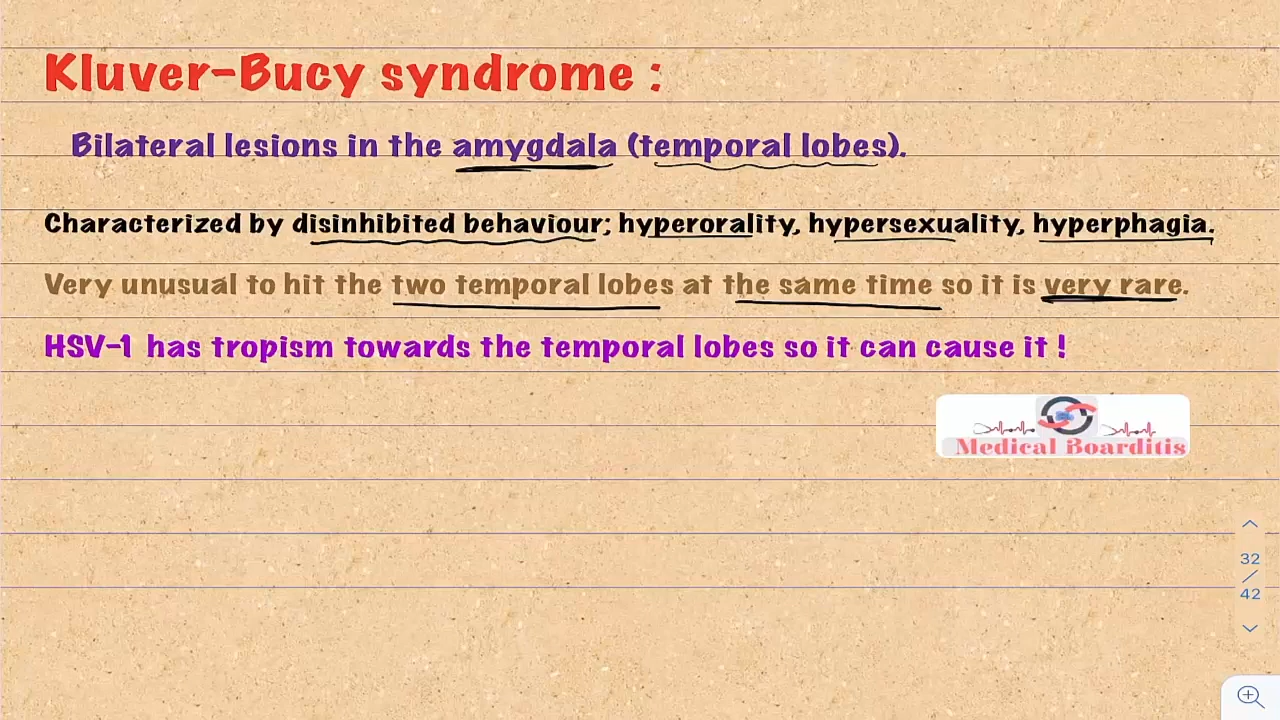 Kluver-Bucy syndrome :
Bilateral lesions in the amygdala (temporal lobes).
Characterized by disinhibited behaviour; hyperorality, hypersexuality, hyperphagia.
Very unusual to hit the two temporal lobes at the same time so it is very rare.
HSV-1 has tropism towards the temporal lobes so it can cause it !
Medical Boarditis
32
/
42